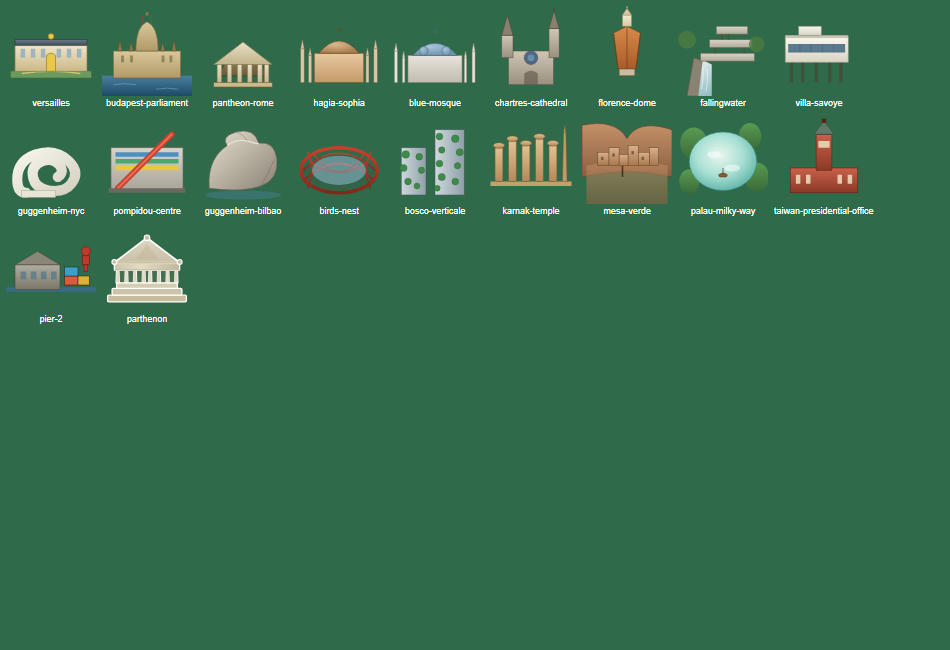 versailles
budapest-parliament
pantheon-rome
hagia-sophia
blue-mosque
chartres-cathedral
florence-dome
fallingwater
villa-savoye
guggenheim-nyc
pompidou-centre
guggenheim-bilbao
birds-nest
bosco-verticale
karnak-temple
mesa-verde
palau-milky-way
taiwan-presidential-office
pier-2
parthenon